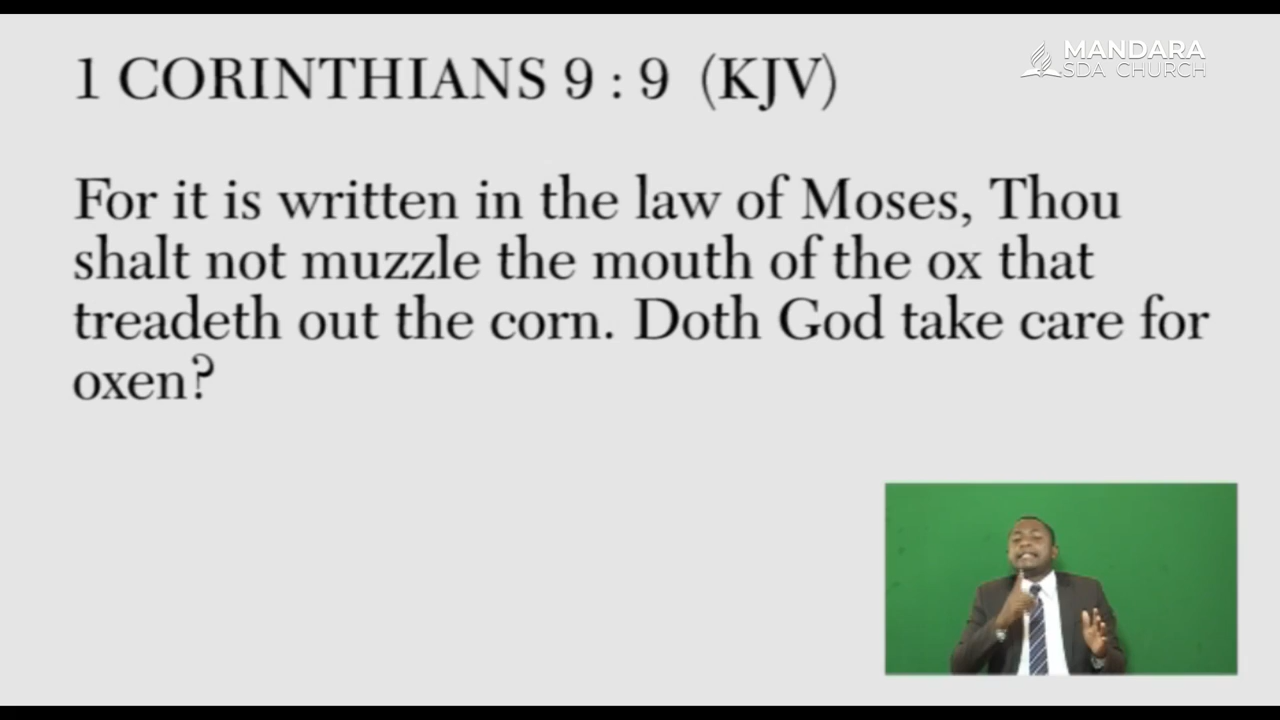 1 CORINTHIANS 9 : 9 (KJV)
MANDARA
SDA CHURCH
For it is written in the law of Moses, Thou
shalt not muzzle the mouth of the ox that
treadeth out the corn. Doth God take care for
oxen?